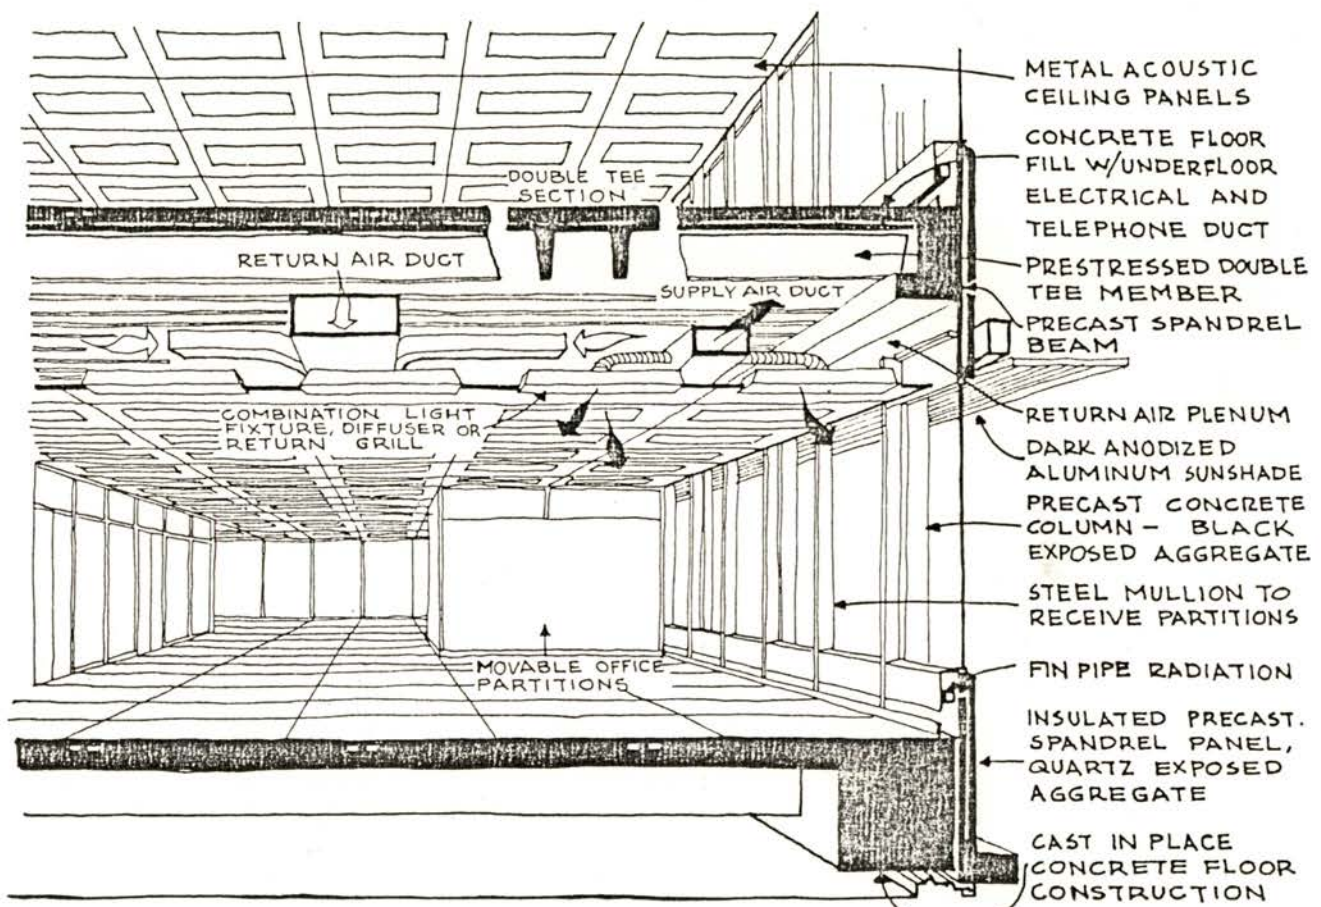 METAL ACOUSTIC
CEILING PANELS
CONCRETE FLOOR
FILL W/UNDERFLOOR
ELECTRICAL AND
TELEPHONE DUCT
PRESTRESSED DOUBLE
TEE MEMBER
PRECAST SPANDREL
BEAM
RETURN AIR PLENUM
DARK ANODIZED
ALUMINUM SUNSHADE
PRECAST CONCRETE
COLUMN - BLACK
EXPOSED AGGREGATE
STEEL MULLION TO
RECEIVE PARTITIONS
FIN PIPE RADIATION
INSULATED PRECAST.
SPANDREL PANEL,
QUARTZ EXPOSED
AGGREGATE
CAST IN PLACE
CONCRETE FLOOR
CONSTRUCTION
DOUBLE TEE
SECTION
RETURN AIR DUCT
SUPPLY AIR DUCT
COMBINATION LIGHT
FIXTURE, DIFFUSER OR
RETURN GRILL
MOVABLE OFFICE
PARTITIONS